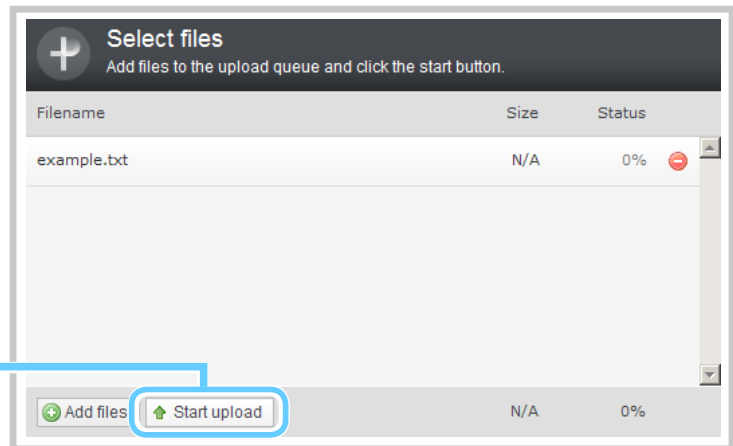 Select files
Add files to the upload queue and click the start button.
Filename Size Status
example.txt N/A 0%
Add files Start upload N/A 0%